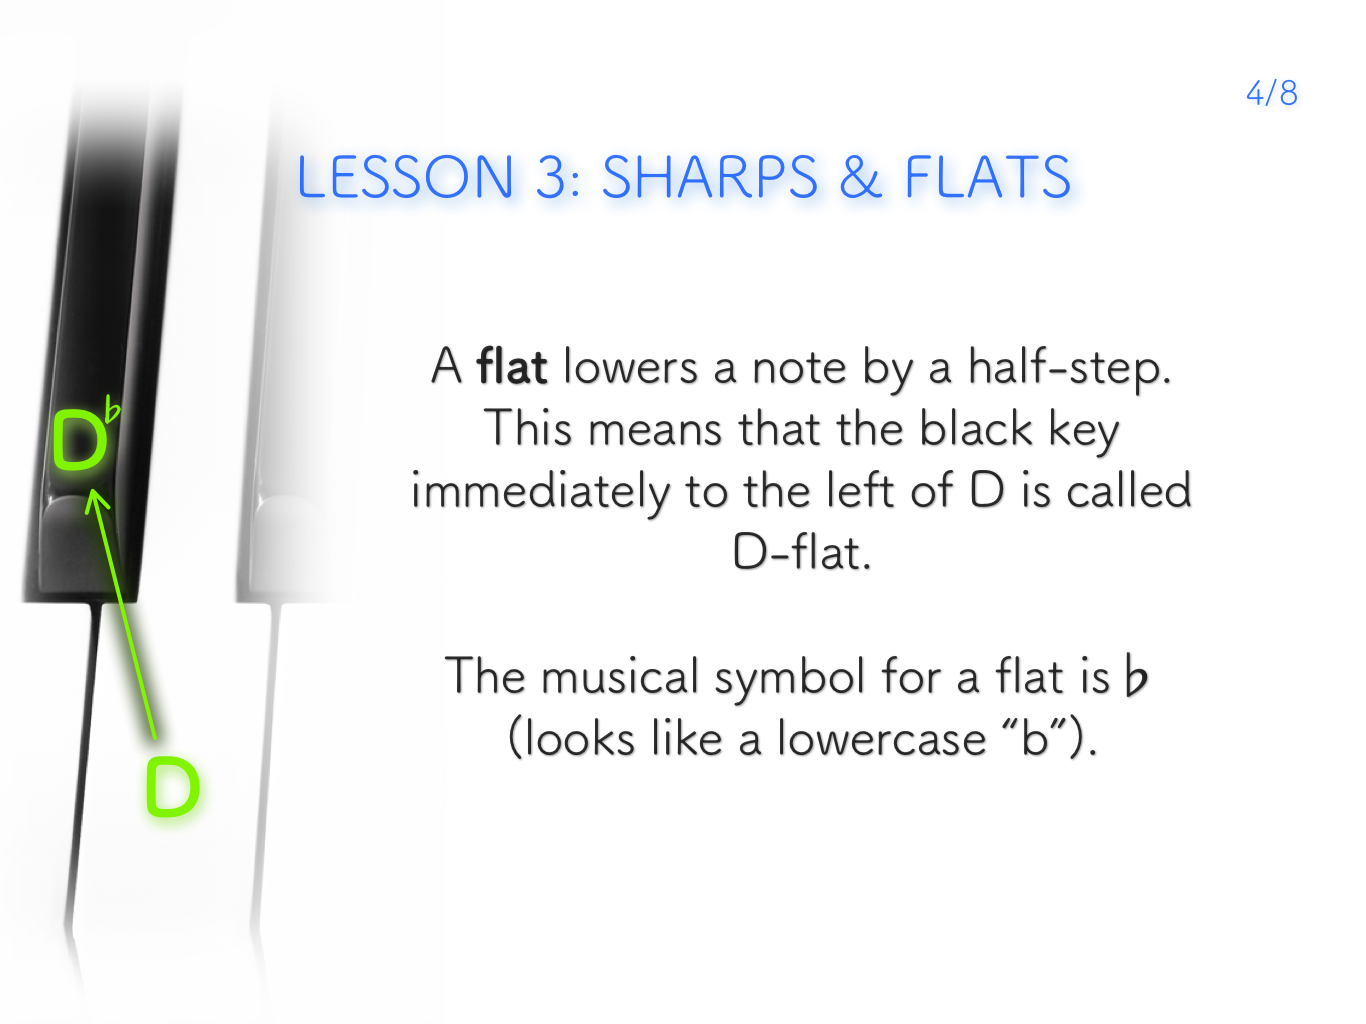 4/8
LESSON 3: SHARPS & FLATS
A flat lowers a note by a half-step.
This means that the black key
immediately to the left of D is called
D-flat.
The musical symbol for a flat is ♭
(looks like a lowercase “b”).
D♭
D